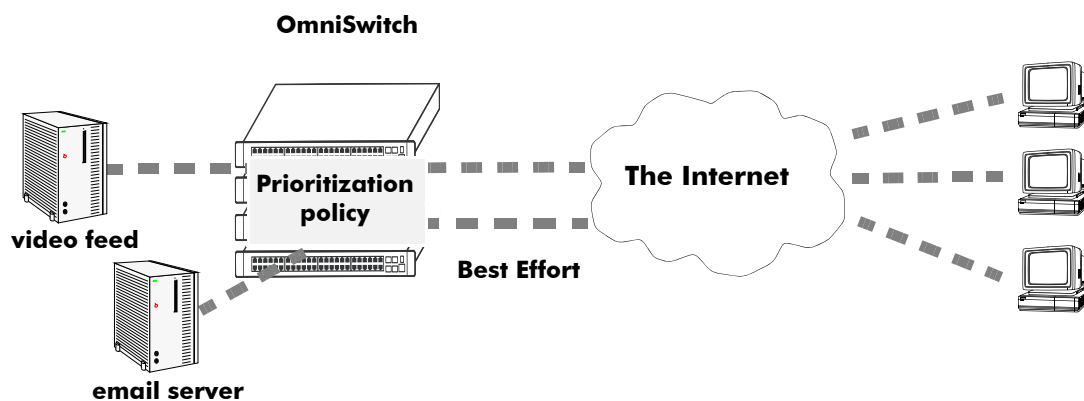 OmniSwitch
Prioritization
policy
The Internet
video feed
Best Effort
email server